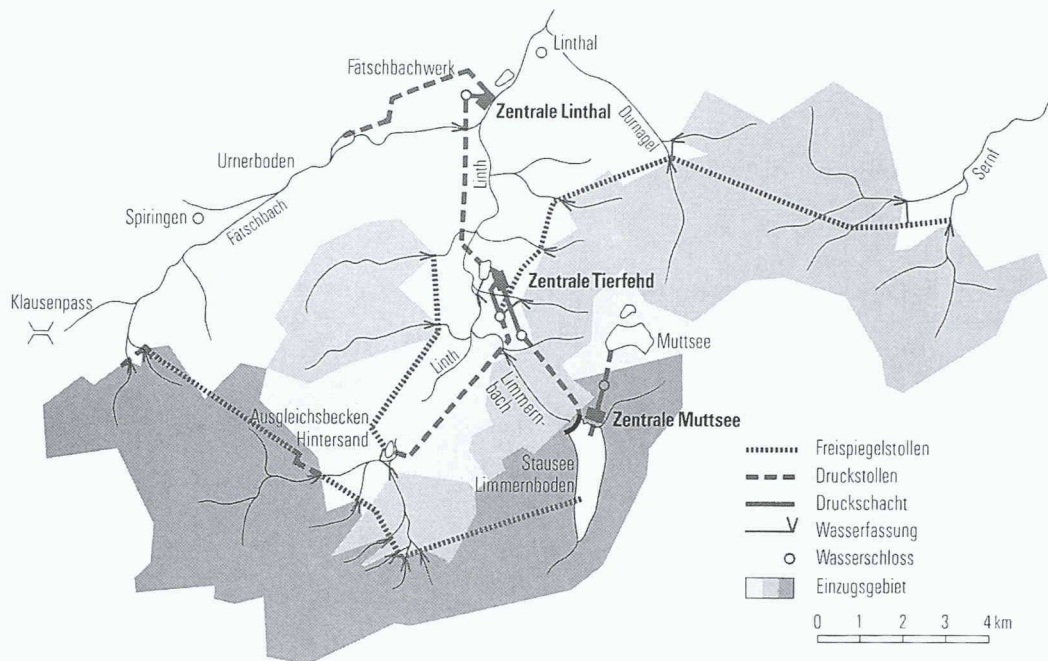 Linthal
Fätschbachwerk
Zentrale Linthal
Durnagel
Urnerboden
Linth
Sernf
Spiringen
Fätschbach
Zentrale Tierfehd
Klausenpass
Muttsee
Linth
Limmern-
bach
Ausgleichsbecken
Hintersand
Zentrale Muttsee
Stausee
Limmernboden
Freispiegelstollen
Druckstollen
Druckschacht
Wasserfassung
Wasserschloss
Einzugsgebiet
0 1 2 3 4 km